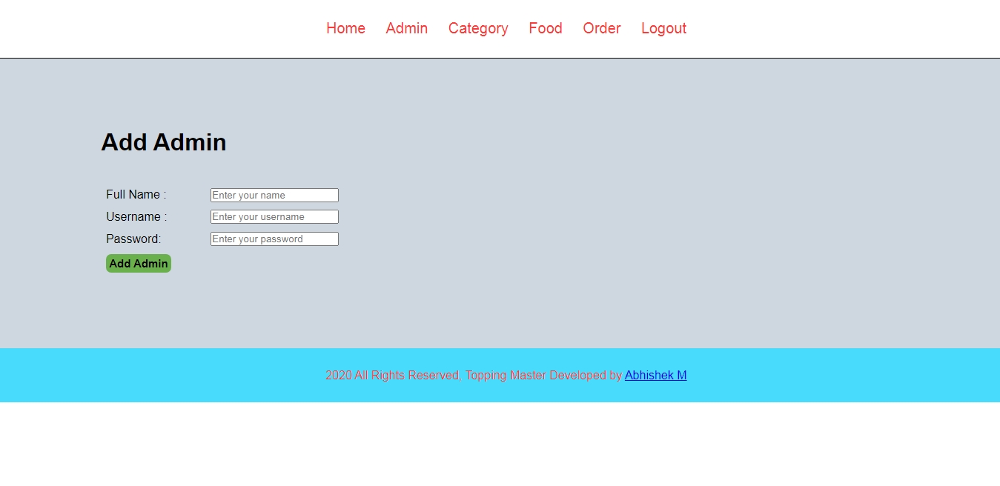 Home Admin Category Food Order Logout
Add Admin
Full Name : Enter your name
Username : Enter your username
Password: Enter your password
Add Admin
2020 All Rights Reserved, Topping Master Developed by Abhishek M